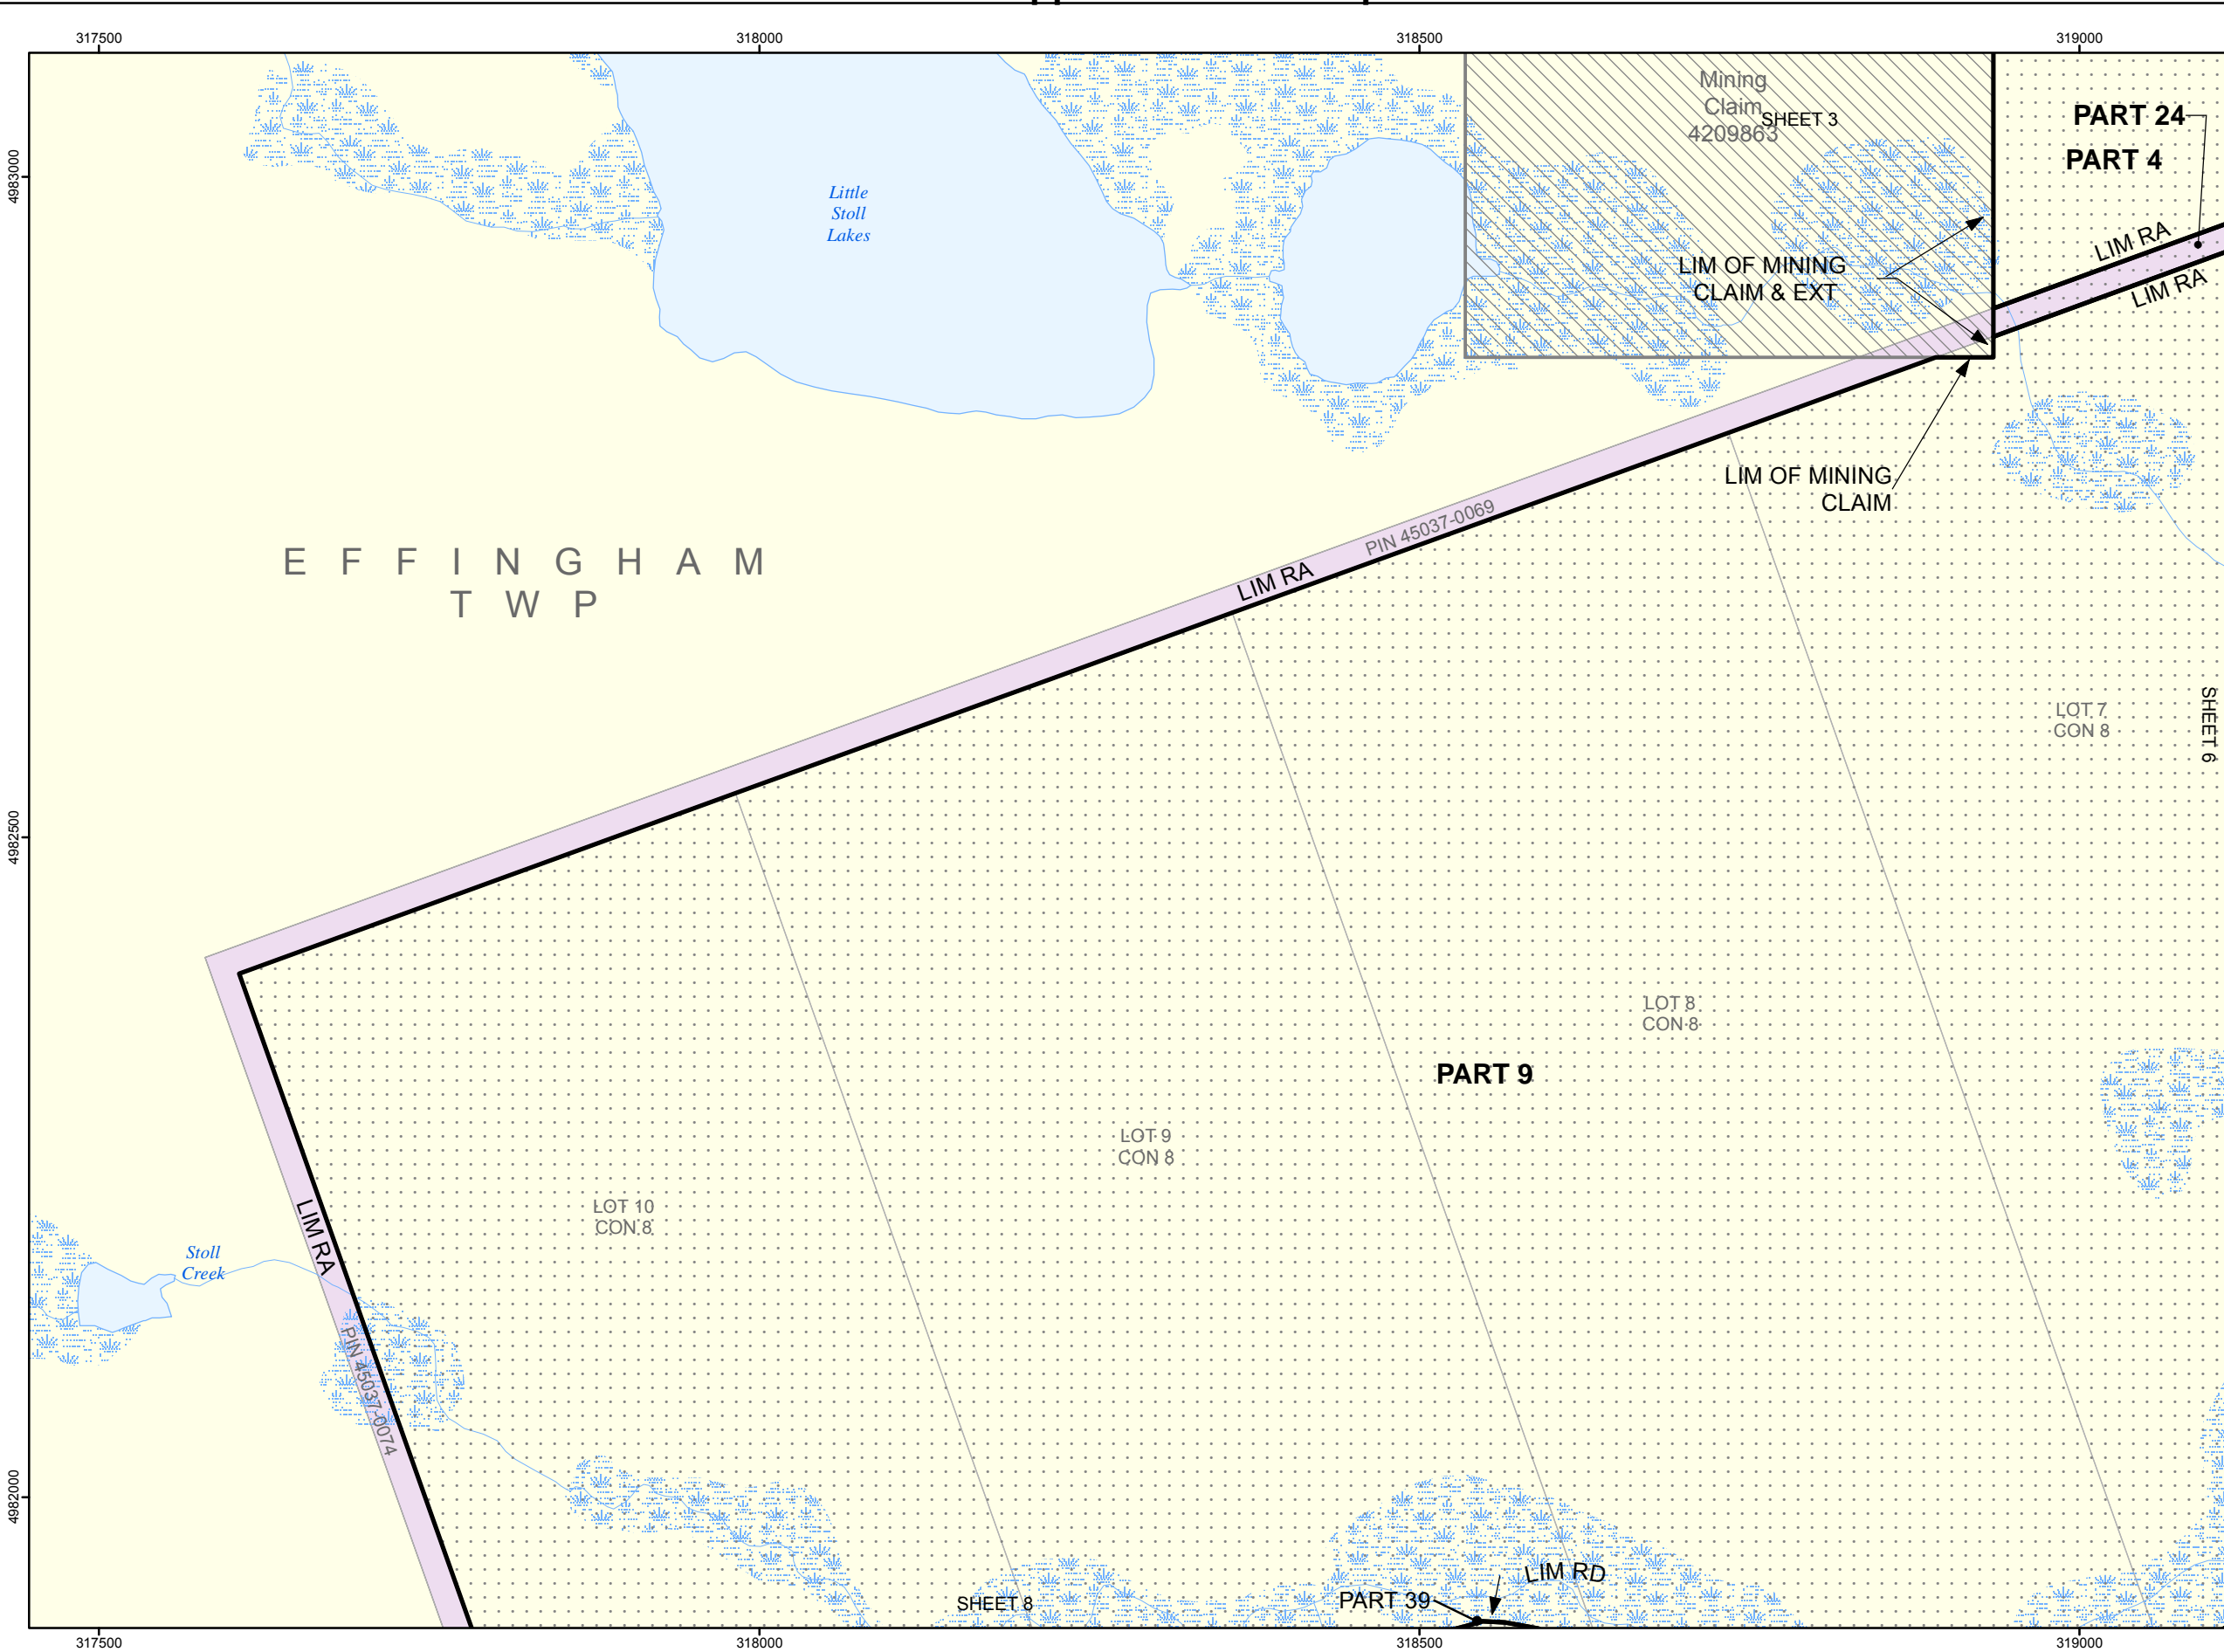 317500
318000
318500
319000
4983000
4982500
4982000
Mining
Claim
4209863
SHEET 3
PART 24
PART 4
Little
Stoll
Lakes
LIM RA
LIM RA
LIM OF MINING
CLAIM & EXT
LIM OF MINING
CLAIM
PIN 45037-0069
LIM RA
EFFINGHAM
TWP
LOT 7
CON 8
SHEET 6
LOT 8
CON 8
PART 9
LOT 9
CON 8
LOT 10
CON 8
LIM RA
Stoll
Creek
PIN 45037-0074
LIM RD
PART 39
SHEET 8
317500
318000
318500
319000